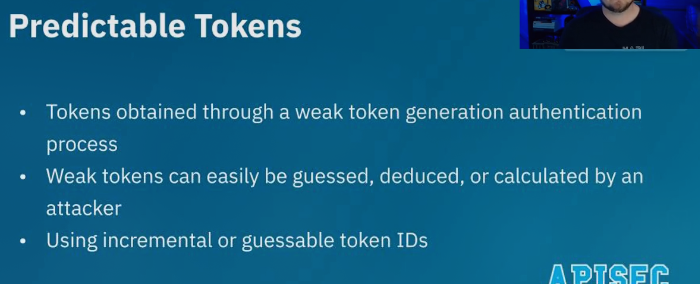 Predictable Tokens
• Tokens obtained through a weak token generation authentication
process
• Weak tokens can easily be guessed, deduced, or calculated by an
attacker
• Using incremental or guessable token IDs
APISEC